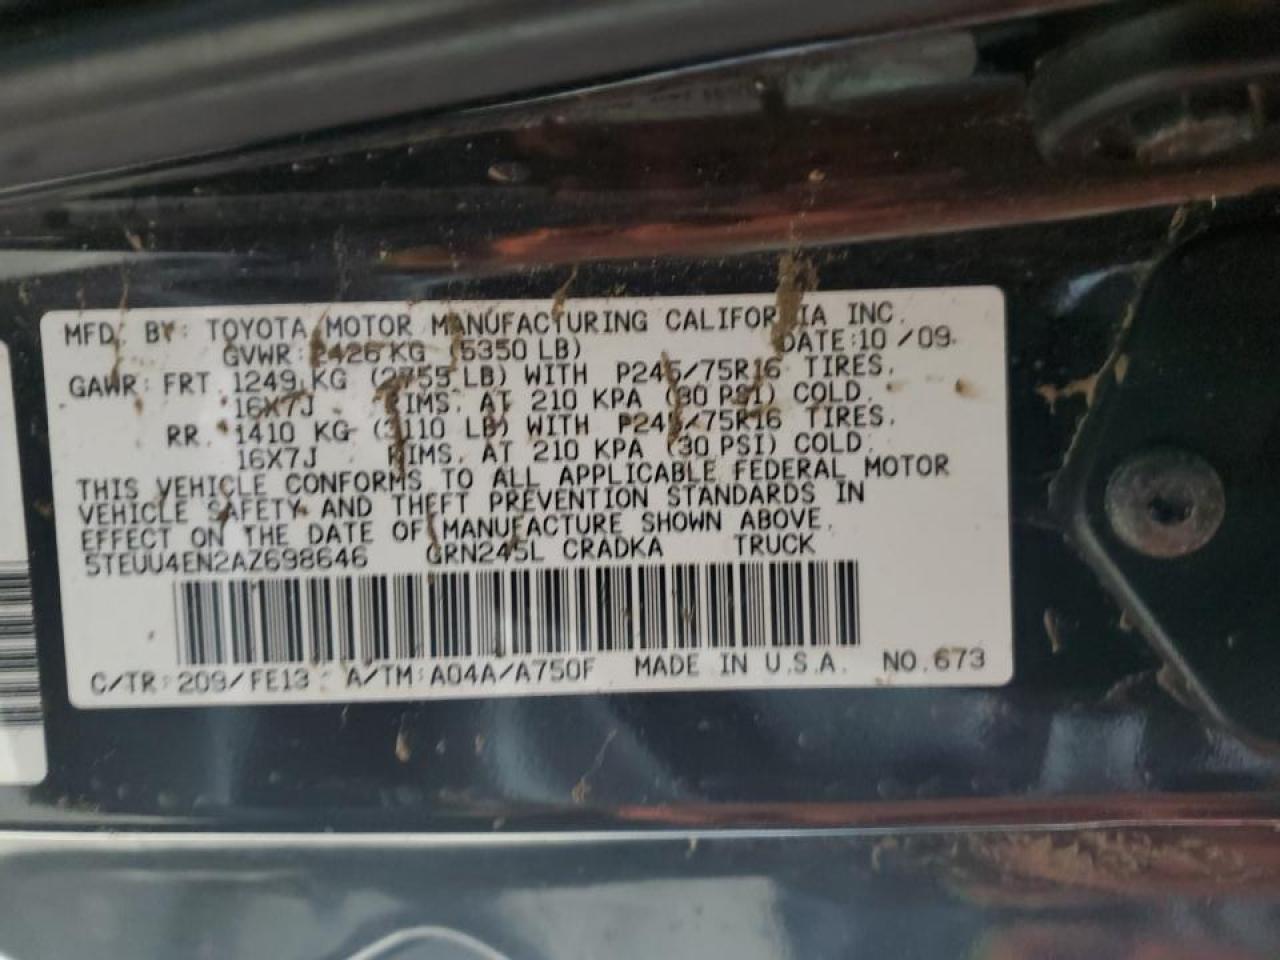 MFD. BY: TOYOTA MOTOR MANUFACTURING CALIFORNIA INC.
GVWR: 2426 KG (5350 LB) DATE: 10 /09
GAWR: FRT. 1249 KG (2755 LB) WITH P245/75R16 TIRES.
16X7J RIMS. AT 210 KPA (30 PSI) COLD.
RR. 1410 KG (3110 LB) WITH P245/75R16 TIRES.
16X7J RIMS. AT 210 KPA (30 PSI) COLD.
THIS VEHICLE CONFORMS TO ALL APPLICABLE FEDERAL MOTOR
VEHICLE SAFETY AND THEFT PREVENTION STANDARDS IN
EFFECT ON THE DATE OF MANUFACTURE SHOWN ABOVE.
5TEUU4EN2AZ698646 GRN245L CRADKA TRUCK
C/TR: 209/FE13 A/TM: A04A/A750F MADE IN U.S.A. NO. 673